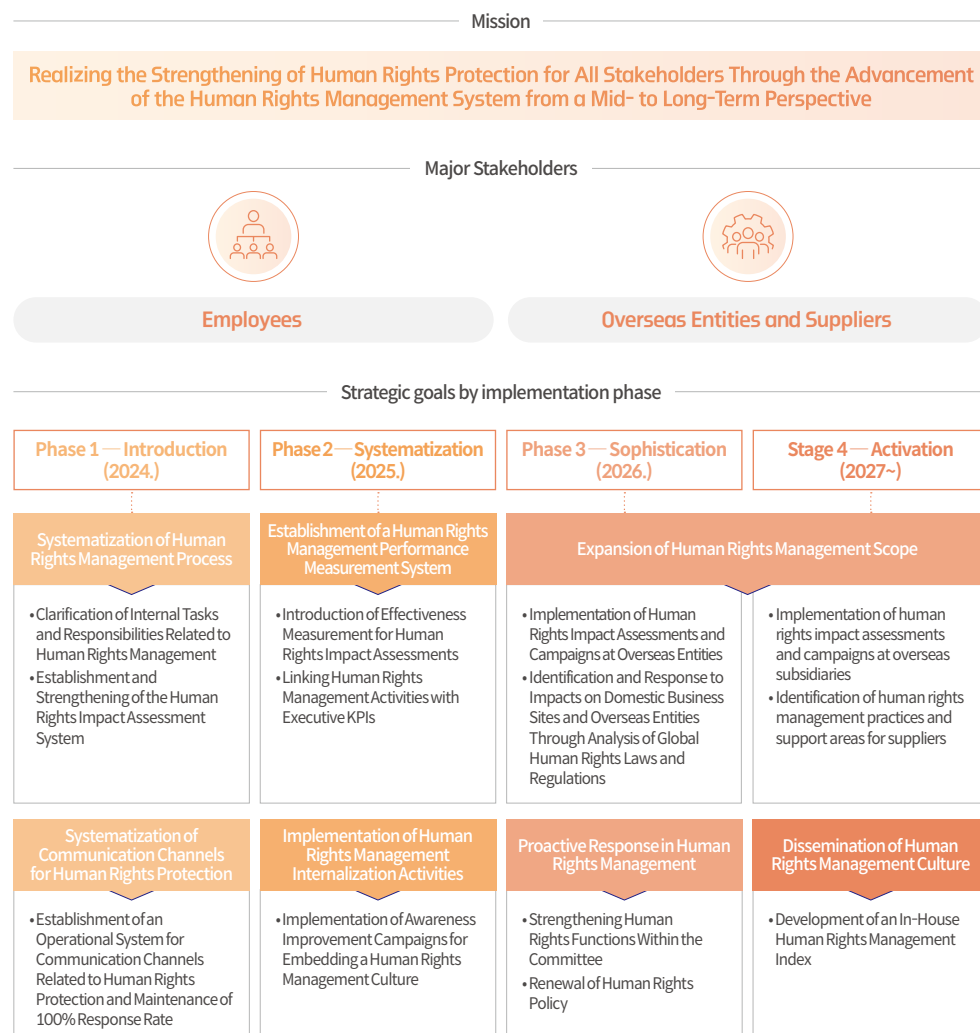 Mission
Realizing the Strengthening of Human Rights Protection for All Stakeholders Through the Advancement
of the Human Rights Management System from a Mid- to Long-Term Perspective
Major Stakeholders
Employees
Overseas Entities and Suppliers
Strategic goals by implementation phase
Phase 1 — Introduction
(2024.)
Phase 2 — Systematization
(2025.)
Phase 3 — Sophistication
(2026.)
Stage 4 — Activation
(2027~)
Systematization of Human
Rights Management Process
Establishment of a Human Rights
Management Performance
Measurement System
Expansion of Human Rights Management Scope
• Clarification of Internal Tasks
and Responsibilities Related to
Human Rights Management
• Establishment and
Strengthening of the Human
Rights Impact Assessment
System
• Introduction of Effectiveness
Measurement for Human
Rights Impact Assessments
• Linking Human Rights
Management Activities with
Executive KPIs
• Implementation of Human
Rights Impact Assessments and
Campaigns at Overseas Entities
• Identification and Response to
Impacts on Domestic Business
Sites and Overseas Entities
Through Analysis of Global
Human Rights Laws and
Regulations
• Implementation of human
rights impact assessments
and campaigns at overseas
subsidiaries
• Identification of human rights
management practices and
support areas for suppliers
Systematization of
Communication Channels
for Human Rights Protection
Implementation of Human
Rights Management
Internalization Activities
Proactive Response in Human
Rights Management
Dissemination of Human
Rights Management Culture
• Establishment of an
Operational System for
Communication Channels
Related to Human Rights
Protection and Maintenance of
100% Response Rate
• Implementation of Awareness
Improvement Campaigns for
Embedding a Human Rights
Management Culture
• Strengthening Human
Rights Functions Within the
Committee
• Renewal of Human Rights
Policy
• Development of an In-House
Human Rights Management
Index